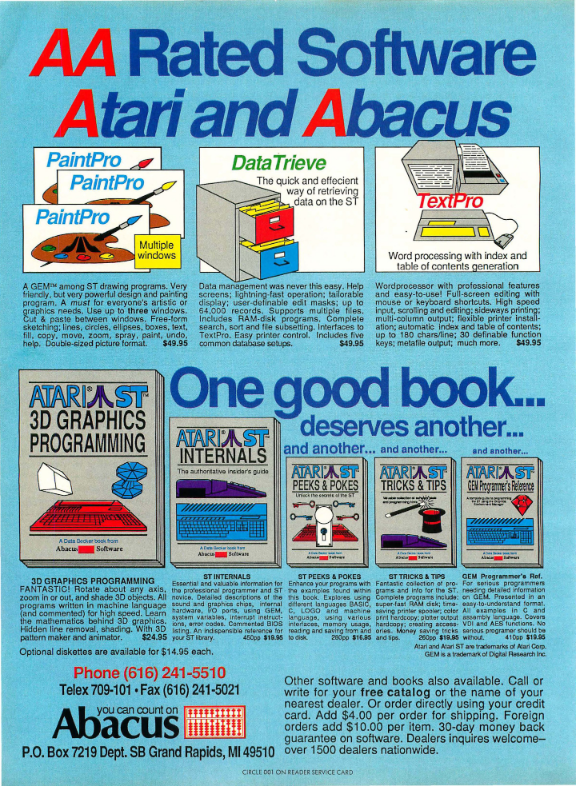 AA Rated Software
Atari and Abacus
PaintPro
PaintPro
PaintPro
Multiple
windows
A GEM™ among ST drawing programs. Very
friendly, but very powerful design and painting
program. A must for everyone's artistic or
graphics needs. Use up to three windows.
Cut & paste between windows. Free-form
sketching; lines, circles, ellipses, boxes, text,
fill, copy, move, zoom, spray, paint, undo,
help. Double-sized picture format. $49.95
DataTrieve
The quick and effecient
way of retrieving
data on the ST
Data management was never this easy. Help
screens; lightning-fast operation; tailorable
display; user-definable edit masks; up to
64,000 records. Supports multiple files.
Includes RAM-disk programs. Complete
search, sort and file subsetting. Interfaces to
TextPro. Easy printer control. Includes five
common database setups. $49.95
TextPro
Word processing with index and
table of contents generation
Wordprocessor with professional features
and easy-to-use! Full-screen editing with
mouse or keyboard shortcuts. High speed
input, scrolling and editing; sideways printing;
multi-column output; flexible printer install-
ation; automatic index and table of contents;
up to 180 chars/line; 30 definable function
keys; metafile output; much more. $49.95
One good book...
deserves another...
and another...
and another...
and another...
ATARI® ST™
3D GRAPHICS
PROGRAMMING
A Data Becker book from
Abacus Software
ATARI ST
INTERNALS
The authoritative insider's guide
A Data Becker book from
Abacus Software
ATARI ST
PEEKS & POKES
Unlock the secrets of the ST
Abacus Software
ATARI ST
TRICKS & TIPS
Abacus Software
ATARI ST
GEM Programmer's Reference
Abacus Software
3D GRAPHICS PROGRAMMING
FANTASTIC! Rotate about any axis,
zoom in or out, and shade 3D objects. All
programs written in machine language
(and commented) for high speed. Learn
the mathematics behind 3D graphics.
Hidden line removal, shading. With 3D
pattern maker and animator. $24.95
ST INTERNALS
Essential and valuable information for
the professional programmer and ST
novice. Detailed descriptions of the
sound and graphics chips, internal
hardware, I/O ports, using GEM,
system variables, interrupt instruct-
ions, error codes. Commented BIOS
listing. An indispensible reference for
your ST library. 450pp $19.95
ST PEEKS & POKES
Enhance your programs with
the examples found within
this book. Explores using
different languages BASIC,
C, LOGO and machine
language, using various
interfaces, memory usage,
reading and saving from and
to disk. 280pp $16.95
ST TRICKS & TIPS
Fantastic collection of pro-
grams and info for the ST.
Complete programs include:
super-fast RAM disk; time-
saving printer spooler; color
print hardcopy; plotter output
hardcopy; creating access-
ories. Money saving tricks
and tips. 260pp $19.95
GEM Programmer's Ref.
For serious programmers
needing detailed information
on GEM. Presented in an
easy-to-understand format.
All examples in C and
assembly language. Covers
VDI and AES functions. No
serious programer should be
without. 410pp $19.95
Optional diskettes are available for $14.95 each.
Atari and Atari ST are trademarks of Atari Corp.
GEM is a trademark of Digital Research Inc.
Phone (616) 241-5510
Telex 709-101 • Fax (616) 241-5021
you can count on
Abacus
P.O. Box 7219 Dept. SB Grand Rapids, MI 49510
Other software and books also available. Call or
write for your free catalog or the name of your
nearest dealer. Or order directly using your credit
card. Add $4.00 per order for shipping. Foreign
orders add $10.00 per item. 30-day money back
guarantee on software. Dealers inquires welcome–
over 1500 dealers nationwide.
CIRCLE 001 ON READER SERVICE CARD